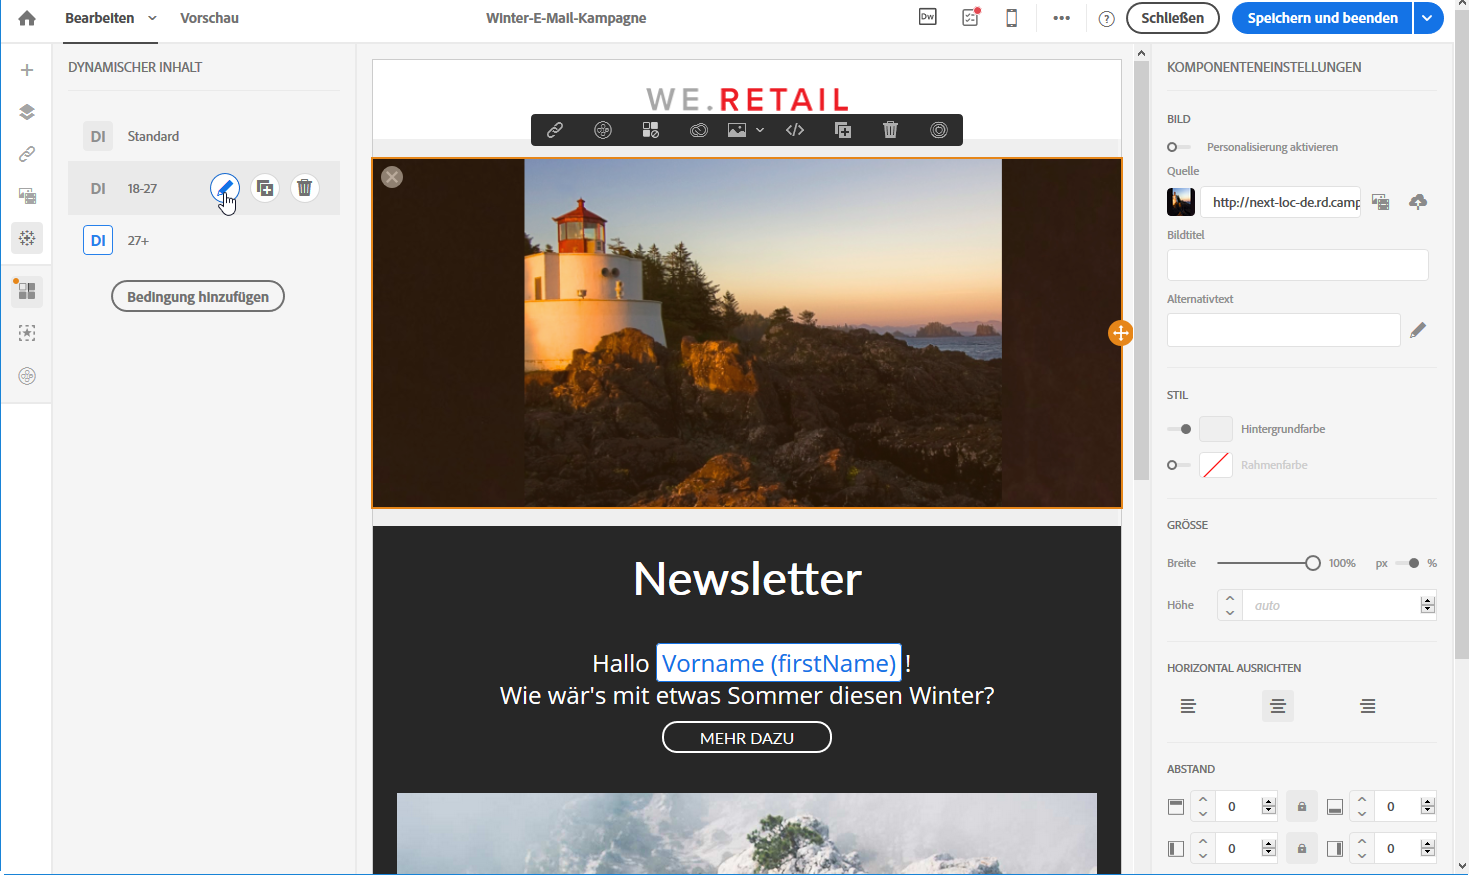 Bearbeiten
Vorschau
Winter-E-Mail-Kampagne
Dw
?
Schließen
Speichern und beenden
DYNAMISCHER INHALT
DI Standard
DI 18-27
DI 27+
Bedingung hinzufügen
WE.RETAIL
Newsletter
Hallo Vorname (firstName) !
Wie wär's mit etwas Sommer diesen Winter?
MEHR DAZU
KOMPONENTENEINSTELLUNGEN
BILD
Personalisierung aktivieren
Quelle
http://next-loc-de.rd.camp
Bildtitel
Alternativtext
STIL
Hintergrundfarbe
Rahmenfarbe
GRÖSSE
Breite 100% px %
Höhe auto
HORIZONTAL AUSRICHTEN
ABSTAND
0 0
0 0